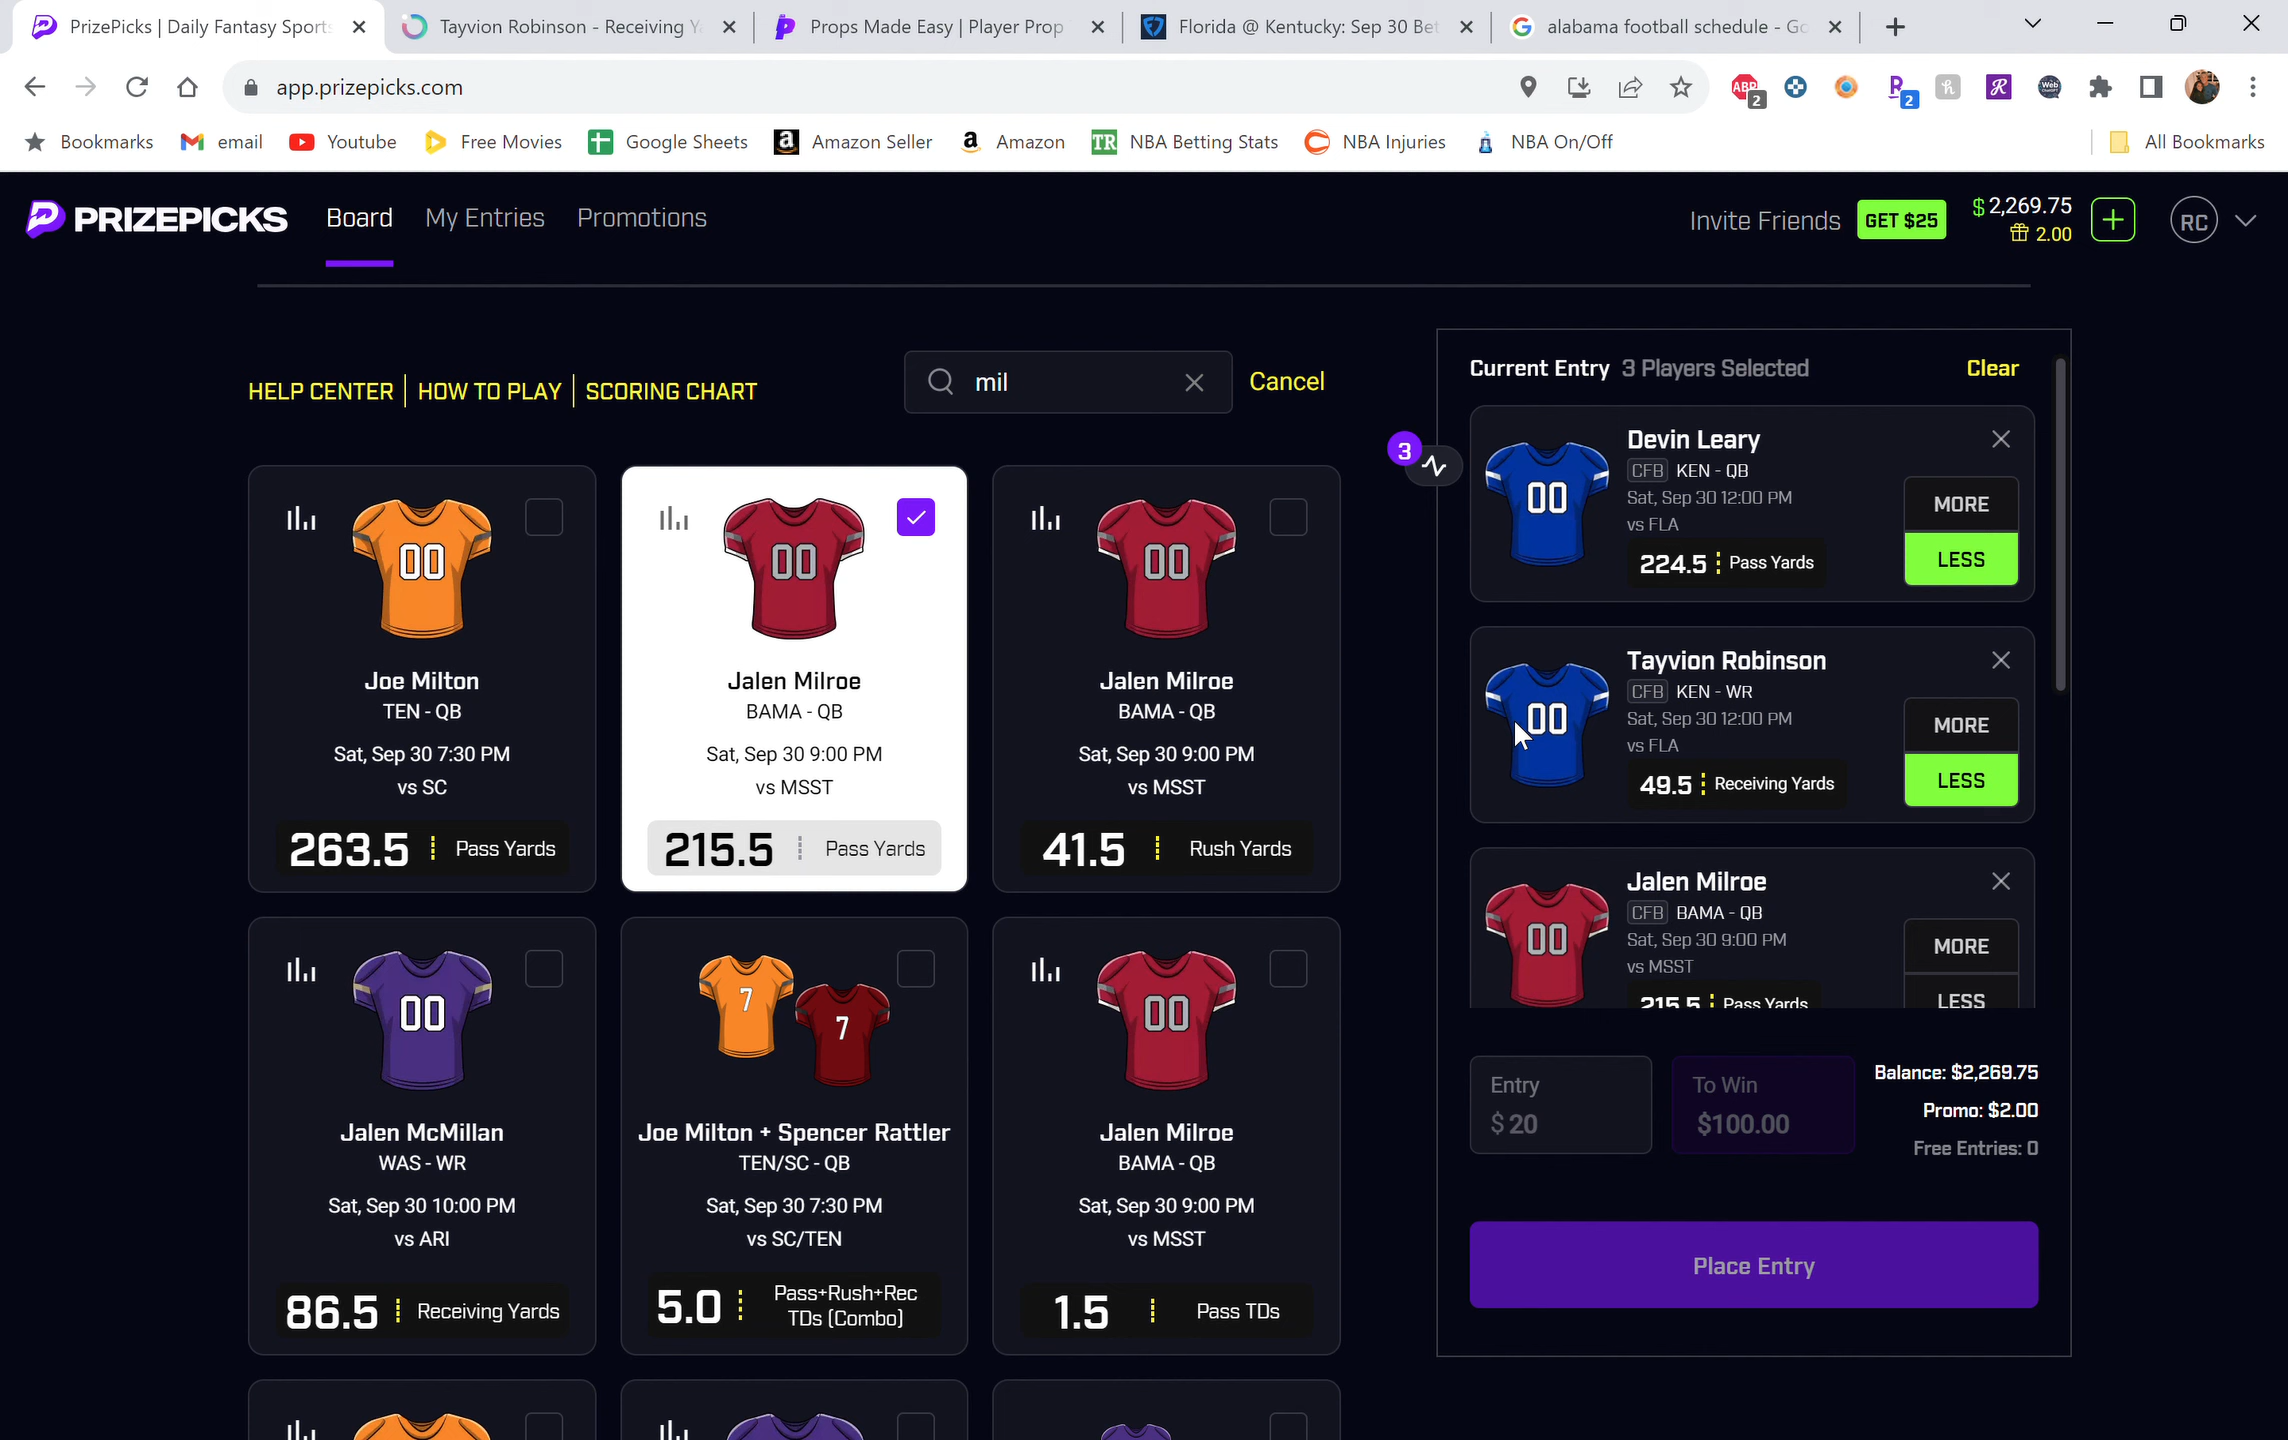 PrizePicks | Daily Fantasy Sports
Tayvion Robinson - Receiving Ya
Props Made Easy | Player Prop
Florida @ Kentucky: Sep 30 Bet
alabama football schedule - Go
app.prizepicks.com
ABP
2
2
Bookmarks
email
Youtube
Free Movies
Google Sheets
Amazon Seller
Amazon
TR
NBA Betting Stats
NBA Injuries
NBA On/Off
All Bookmarks
PRIZEPICKS
Board
My Entries
Promotions
Invite Friends
GET $25
$ 2,269.75
2.00
RC
HELP CENTER
HOW TO PLAY
SCORING CHART
mil
Cancel
00
Joe Milton
TEN - QB
Sat, Sep 30 7:30 PM
vs SC
263.5 Pass Yards
00
Jalen Milroe
BAMA - QB
Sat, Sep 30 9:00 PM
vs MSST
215.5 Pass Yards
00
Jalen Milroe
BAMA - QB
Sat, Sep 30 9:00 PM
vs MSST
41.5 Rush Yards
00
Jalen McMillan
WAS - WR
Sat, Sep 30 10:00 PM
vs ARI
86.5 Receiving Yards
7
7
Joe Milton + Spencer Rattler
TEN/SC - QB
Sat, Sep 30 7:30 PM
vs SC/TEN
5.0 Pass+Rush+Rec
TDs (Combo)
00
Jalen Milroe
BAMA - QB
Sat, Sep 30 9:00 PM
vs MSST
1.5 Pass TDs
Current Entry 3 Players Selected
Clear
3
00
Devin Leary
CFB KEN - QB
Sat, Sep 30 12:00 PM
vs FLA
224.5 Pass Yards
MORE
LESS
00
Tayvion Robinson
CFB KEN - WR
Sat, Sep 30 12:00 PM
vs FLA
49.5 Receiving Yards
MORE
LESS
00
Jalen Milroe
CFB BAMA - QB
Sat, Sep 30 9:00 PM
vs MSST
215.5 Pass Yards
MORE
LESS
Entry
$ 20
To Win
$100.00
Balance: $2,269.75
Promo: $2.00
Free Entries: 0
Place Entry